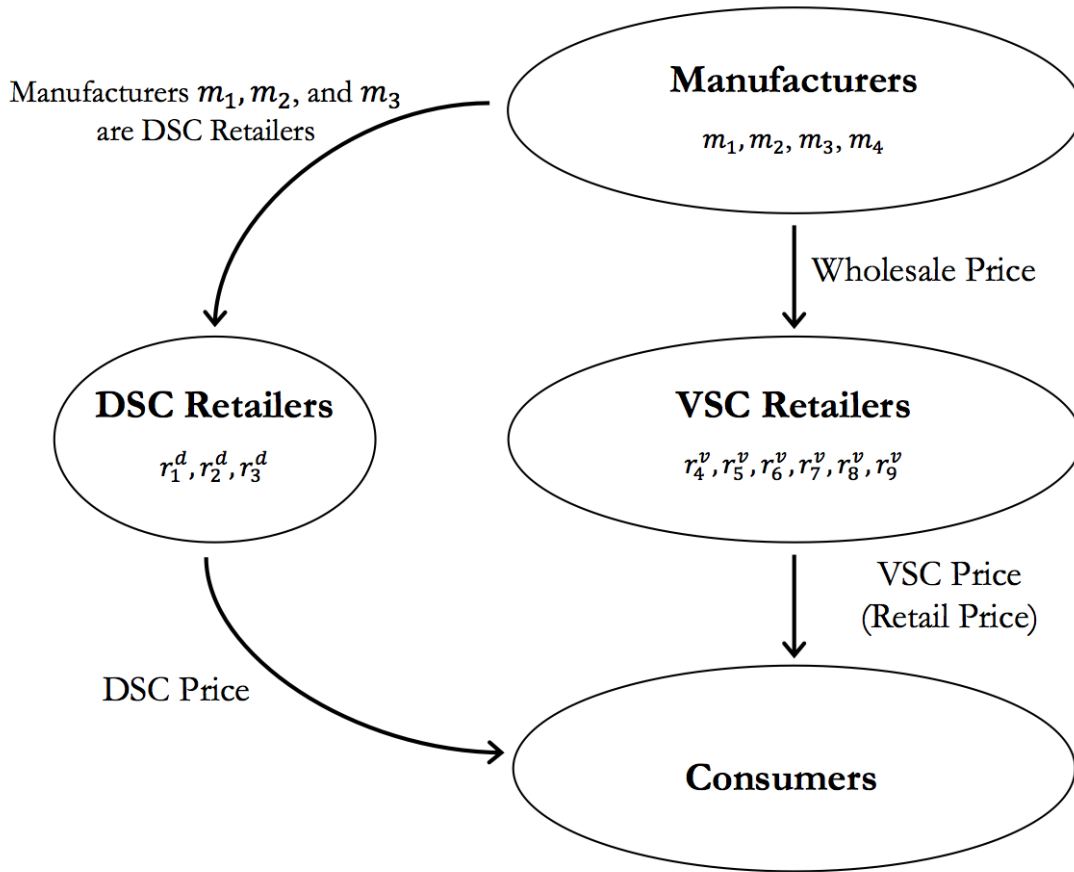 Manufacturers m₁, m₂, and m₃
are DSC Retailers
Manufacturers
m₁, m₂, m₃, m₄
Wholesale Price
DSC Retailers
r₁ᵈ, r₂ᵈ, r₃ᵈ
VSC Retailers
r₄ᵛ, r₅ᵛ, r₆ᵛ, r₇ᵛ, r₈ᵛ, r₉ᵛ
VSC Price
(Retail Price)
DSC Price
Consumers